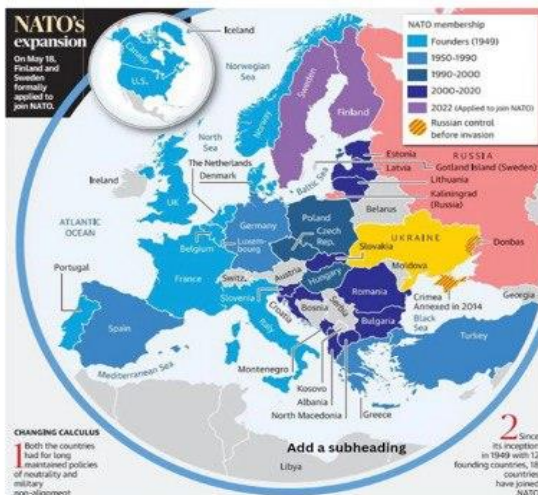 NATO's
expansion
On May 18,
Finland and
Sweden
formally
applied to
join NATO.
Iceland
Canada
U.S.
NATO membership
Founders (1949)
1950-1990
1990-2000
2000-2020
2022 (Applied to join NATO)
Russian control
before invasion
Norwegian
Sea
Norway
Sweden
Finland
North
Sea
The Netherlands
Denmark
Baltic Sea
Estonia
RUSSIA
Latvia
Gotland Island (Sweden)
Lithuania
Kaliningrad
(Russia)
Ireland
UK
Belarus
ATLANTIC
OCEAN
Germany
Poland
Belgium
Luxem-
bourg
Czech
Rep.
UKRAINE
Slovakia
Donbas
Portugal
France
Switz.
Austria
Hungary
Moldova
Slovenia
Romania
Crimea
Annexed in 2014
Georgia
Croatia
Bosnia
Serbia
Black
Sea
Spain
Italy
Bulgaria
Turkey
Montenegro
Mediterranean Sea
Kosovo
Albania
North Macedonia
Greece
CHANGING CALCULUS
1 Both the countries
had for long
maintained policies
of neutrality and
military
non-alignment
Add a subheading
Libya
2 Since
its inception
in 1949 with 12
founding countries, 18
countries
have joined
NATO